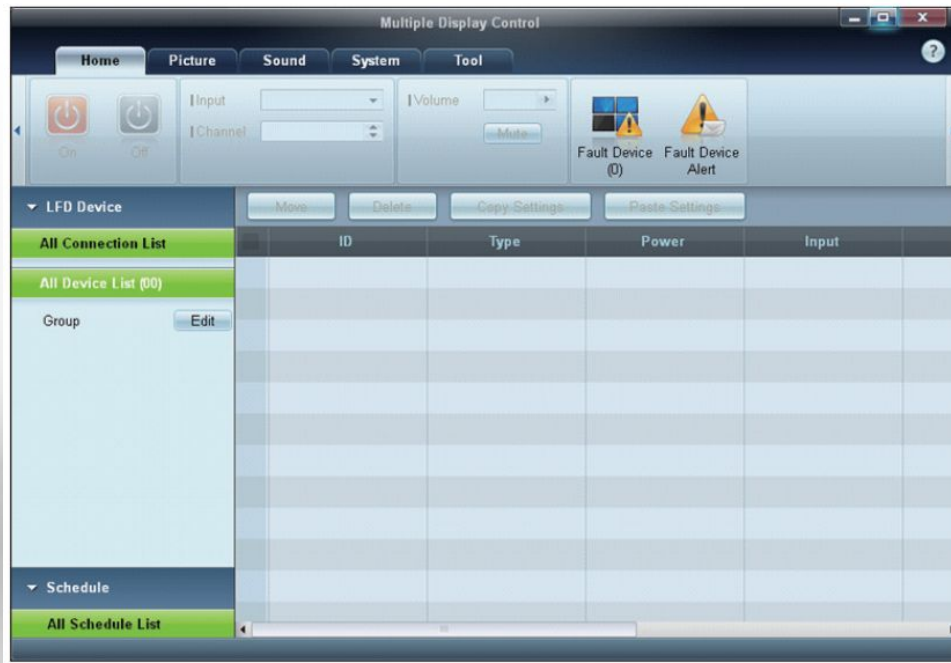 Multiple Display Control
Home Picture Sound System Tool
Input
Channel
On Off
Volume
Mute
Fault Device
(0)
Fault Device
Alert
LFD Device
Move Delete Copy Settings Paste Settings
All Connection List
ID Type Power Input
All Device List (00)
Group Edit
Schedule
All Schedule List